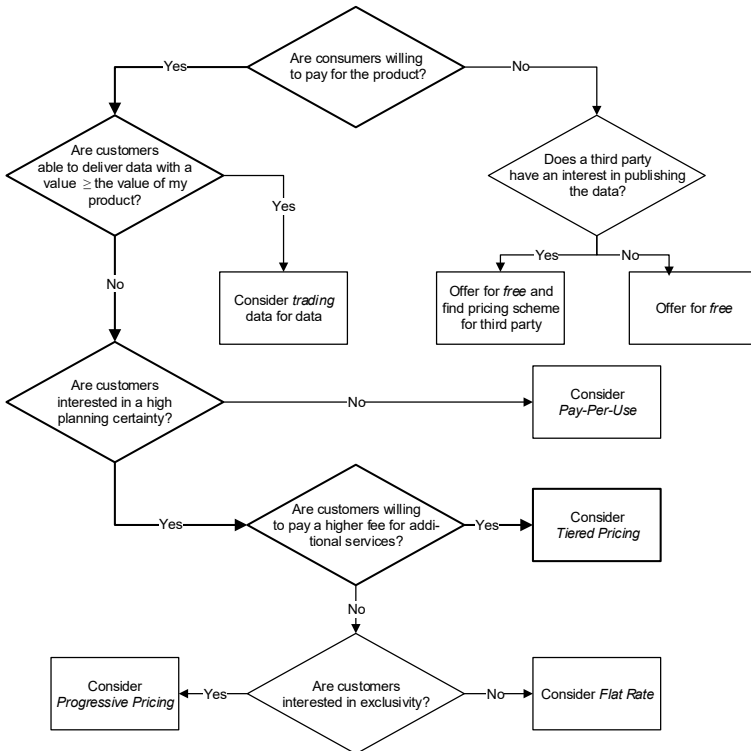 Are consumers willing
to pay for the product?
Yes
No
Are customers
able to deliver data with a
value ≥ the value of my
product?
Does a third party
have an interest in publishing
the data?
Yes
Yes
No
No
Consider trading
data for data
Offer for free and
find pricing scheme
for third party
Offer for free
Are customers
interested in a high
planning certainty?
No
Consider
Pay-Per-Use
Yes
Are customers willing
to pay a higher fee for addi-
tional services?
Yes
Consider
Tiered Pricing
No
Consider
Progressive Pricing
Yes
Are customers
interested in exclusivity?
No
Consider Flat Rate